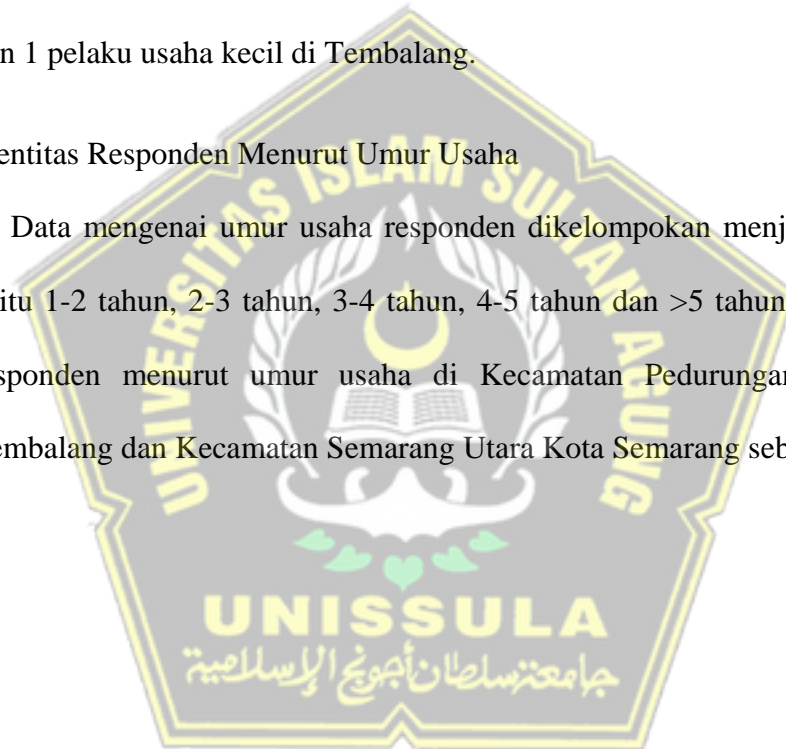 n 1 pelaku usaha kecil di Tembalang.
entitas Responden Menurut Umur Usaha
Data mengenai umur usaha responden dikelompokan menj
itu 1-2 tahun, 2-3 tahun, 3-4 tahun, 4-5 tahun dan >5 tahun
sponden menurut umur usaha di Kecamatan Pedurungan
embalang dan Kecamatan Semarang Utara Kota Semarang seb
UNIVERSITAS ISLAM SULTAN AGUNG
UNISSULA
جامعة سلطان أجونج الإسلامية